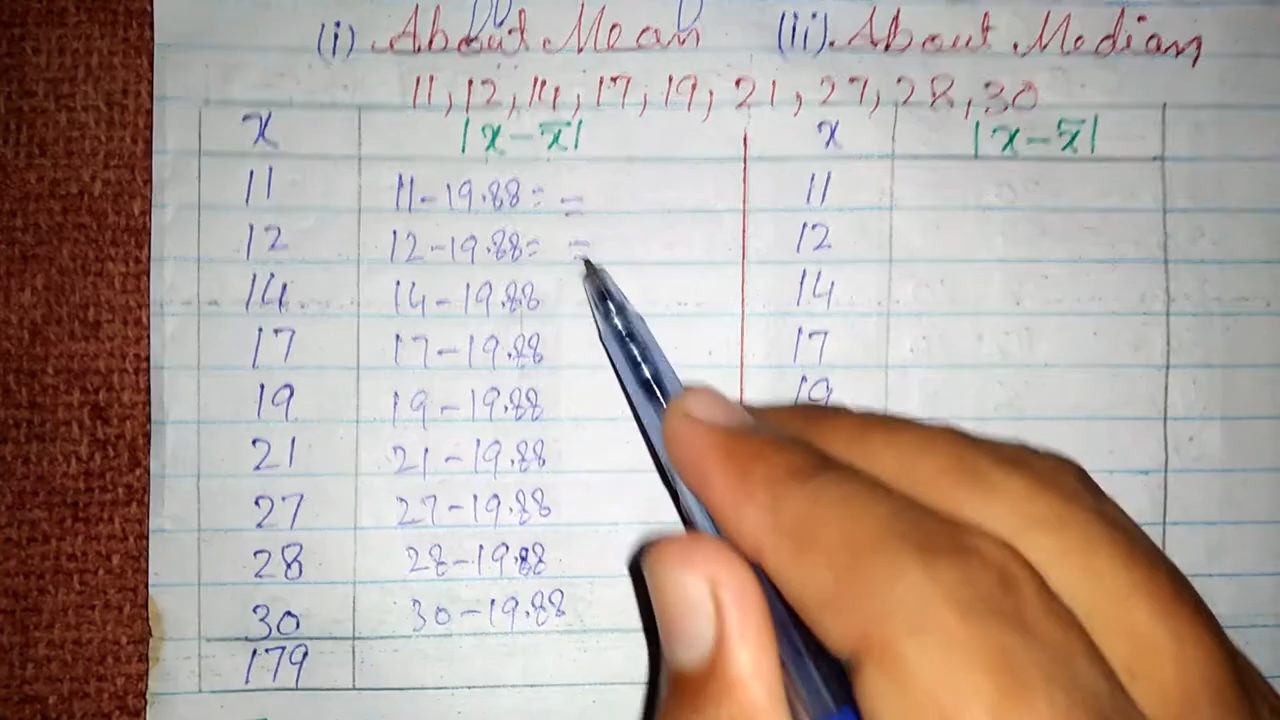 (i) About Mean (ii). About Median
11, 12, 14, 17, 19, 21, 27, 28, 30
x |x-x̄| x |x-x̄|
11 11-19.88= = 11
12 12-19.88= = 12
14 14-19.88 14
17 17-19.88 17
19 19-19.88 19
21 21-19.88
27 27-19.88
28 28-19.88
30 30-19.88
179